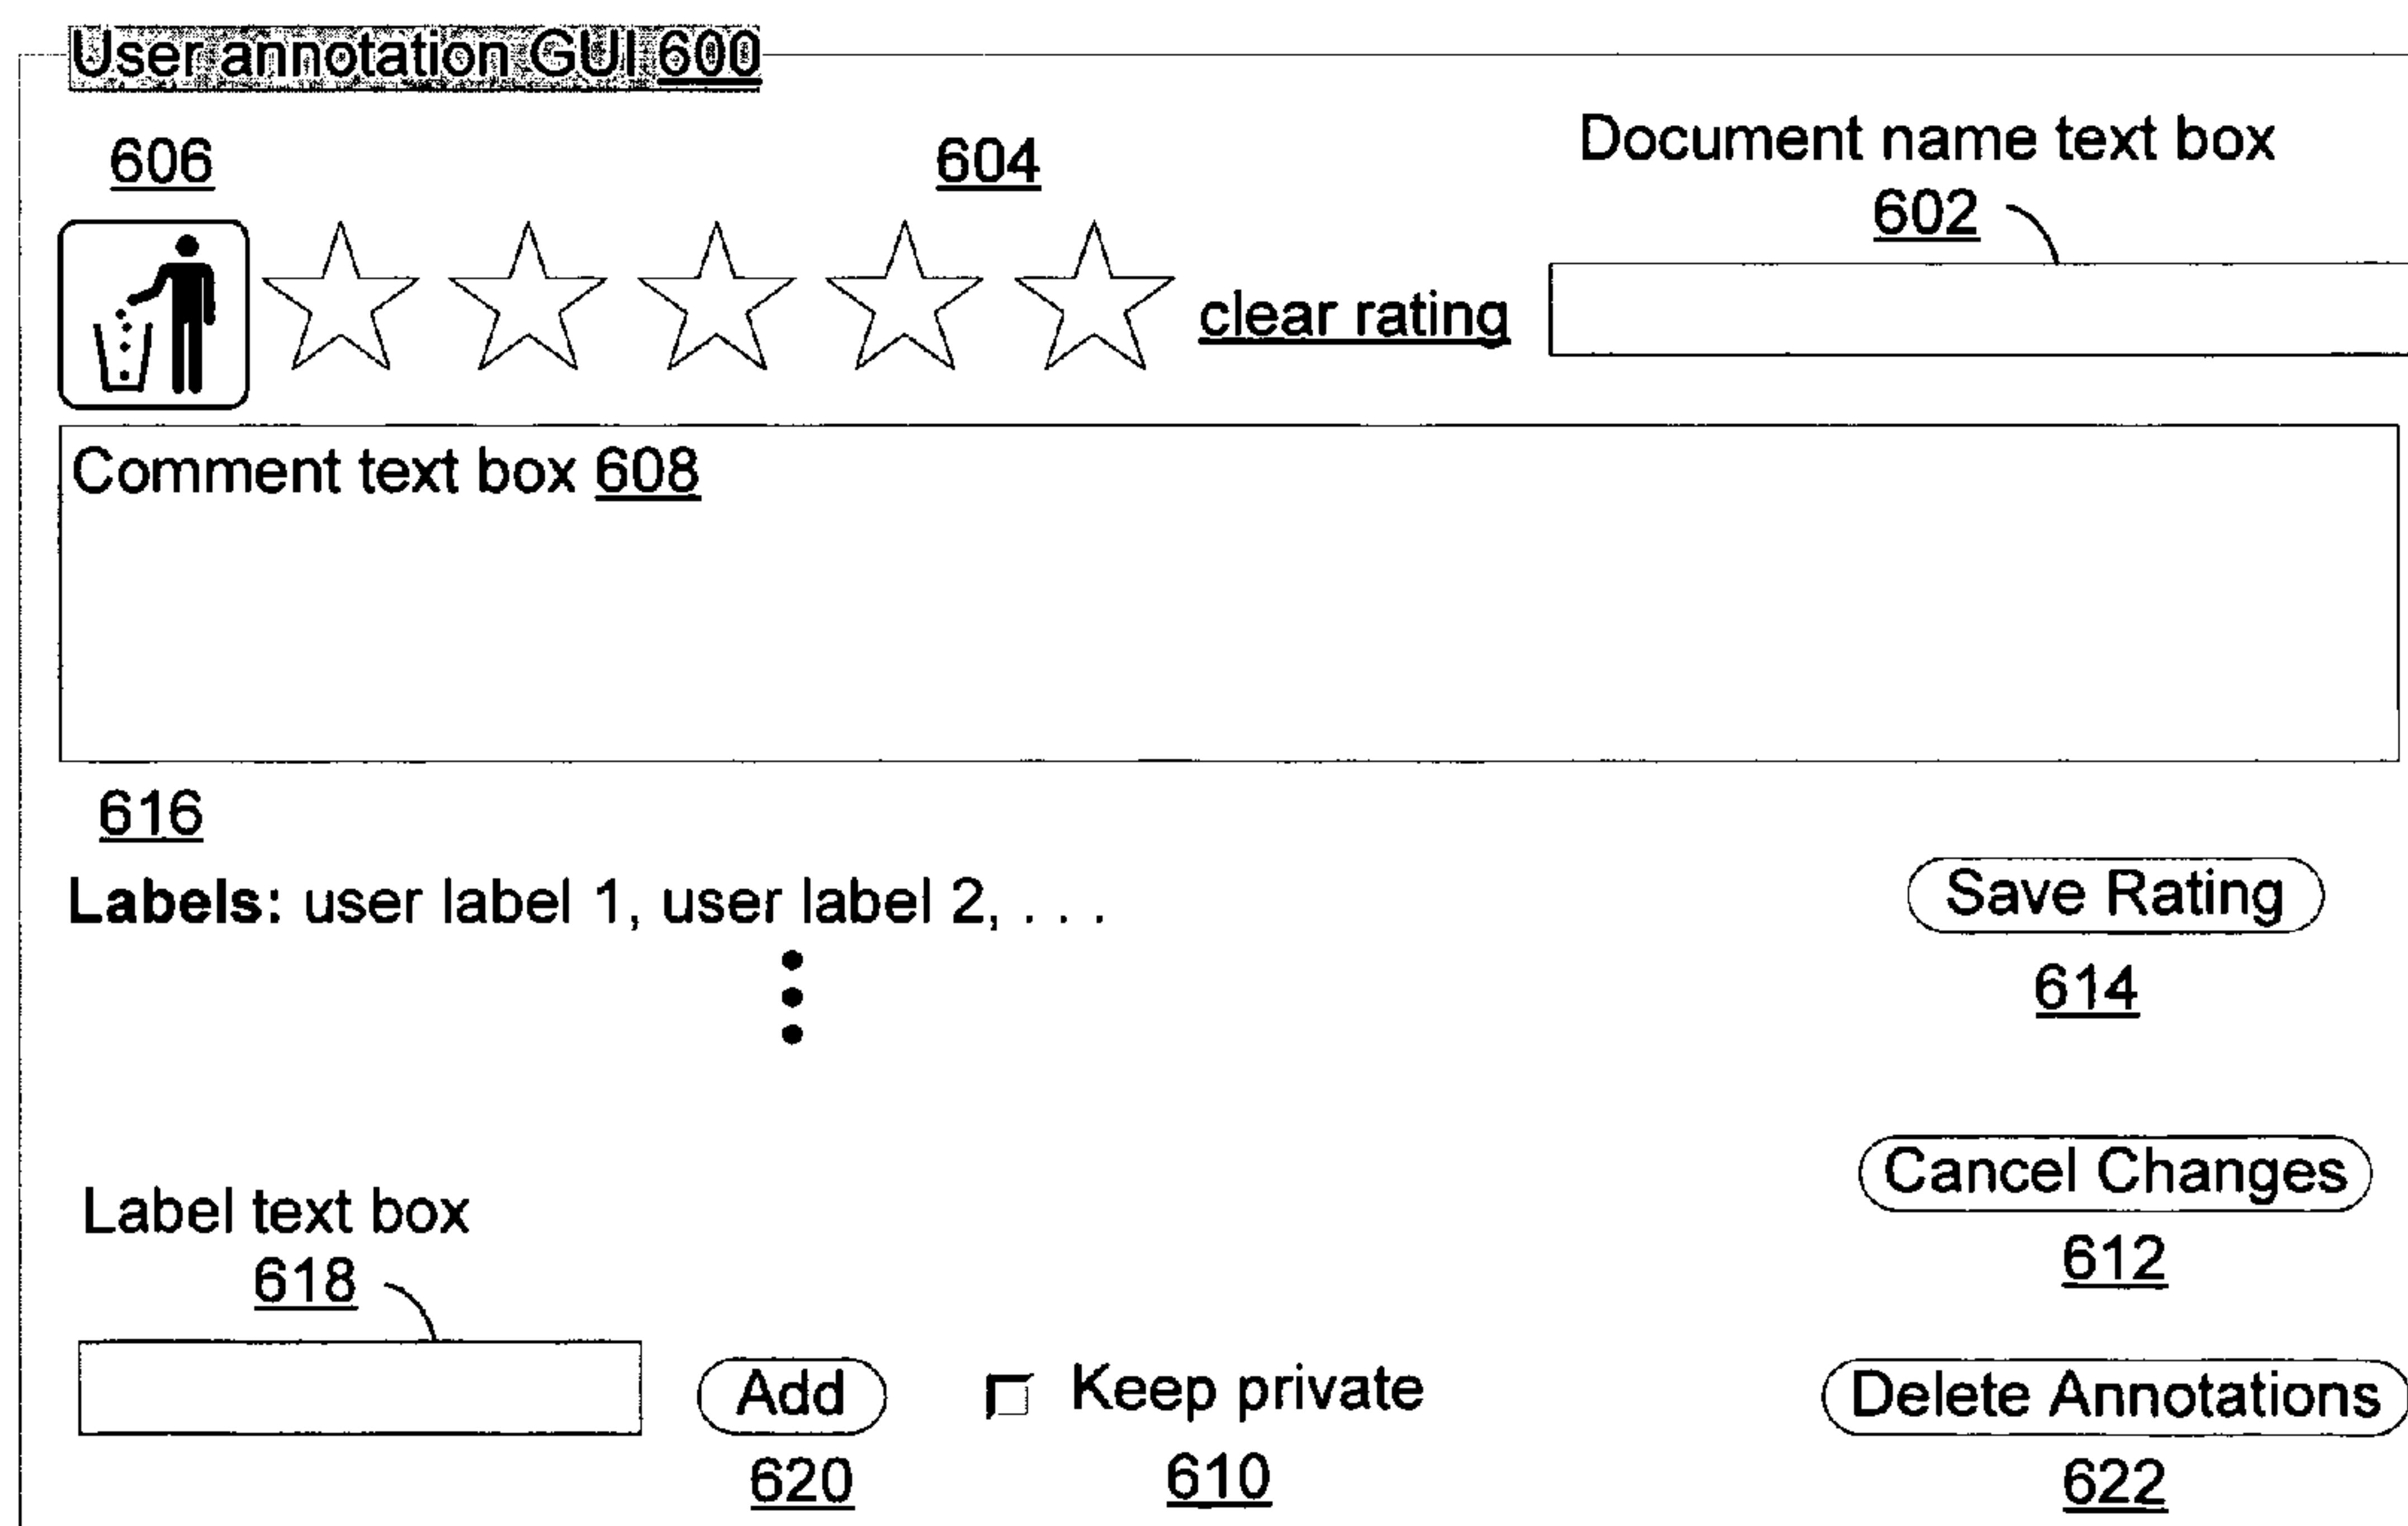 User annotation GUI 600
606
604
Document name text box
602
clear rating
Comment text box 608
616
Labels: user label 1, user label 2, . . .
Save Rating
614
Cancel Changes
612
Label text box
618
Add
Keep private
Delete Annotations
620
610
622